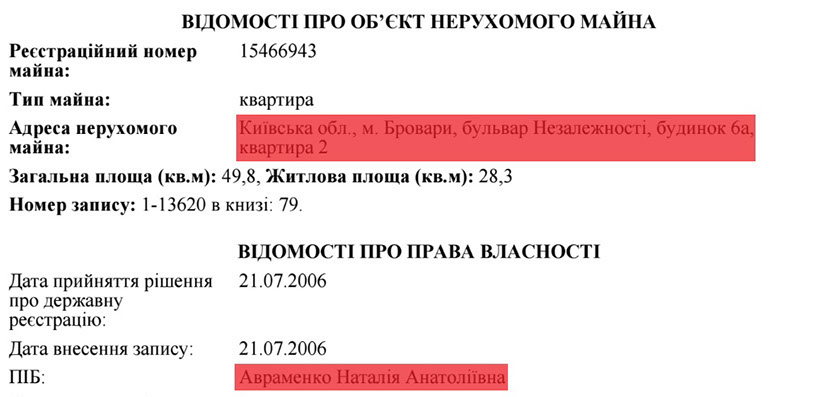 ВІДОМОСТІ ПРО ОБ’ЄКТ НЕРУХОМОГО МАЙНА
Реєстраційний номер майна: 15466943
Тип майна: квартира
Адреса нерухомого майна: Київська обл., м. Бровари, бульвар Незалежності, будинок 6а, квартира 2
Загальна площа (кв.м): 49,8, Житлова площа (кв.м): 28,3
Номер запису: 1-13620 в книзі: 79.
ВІДОМОСТІ ПРО ПРАВА ВЛАСНОСТІ
Дата прийняття рішення про державну реєстрацію: 21.07.2006
Дата внесення запису: 21.07.2006
ПІБ: Авраменко Наталія Анатоліївна